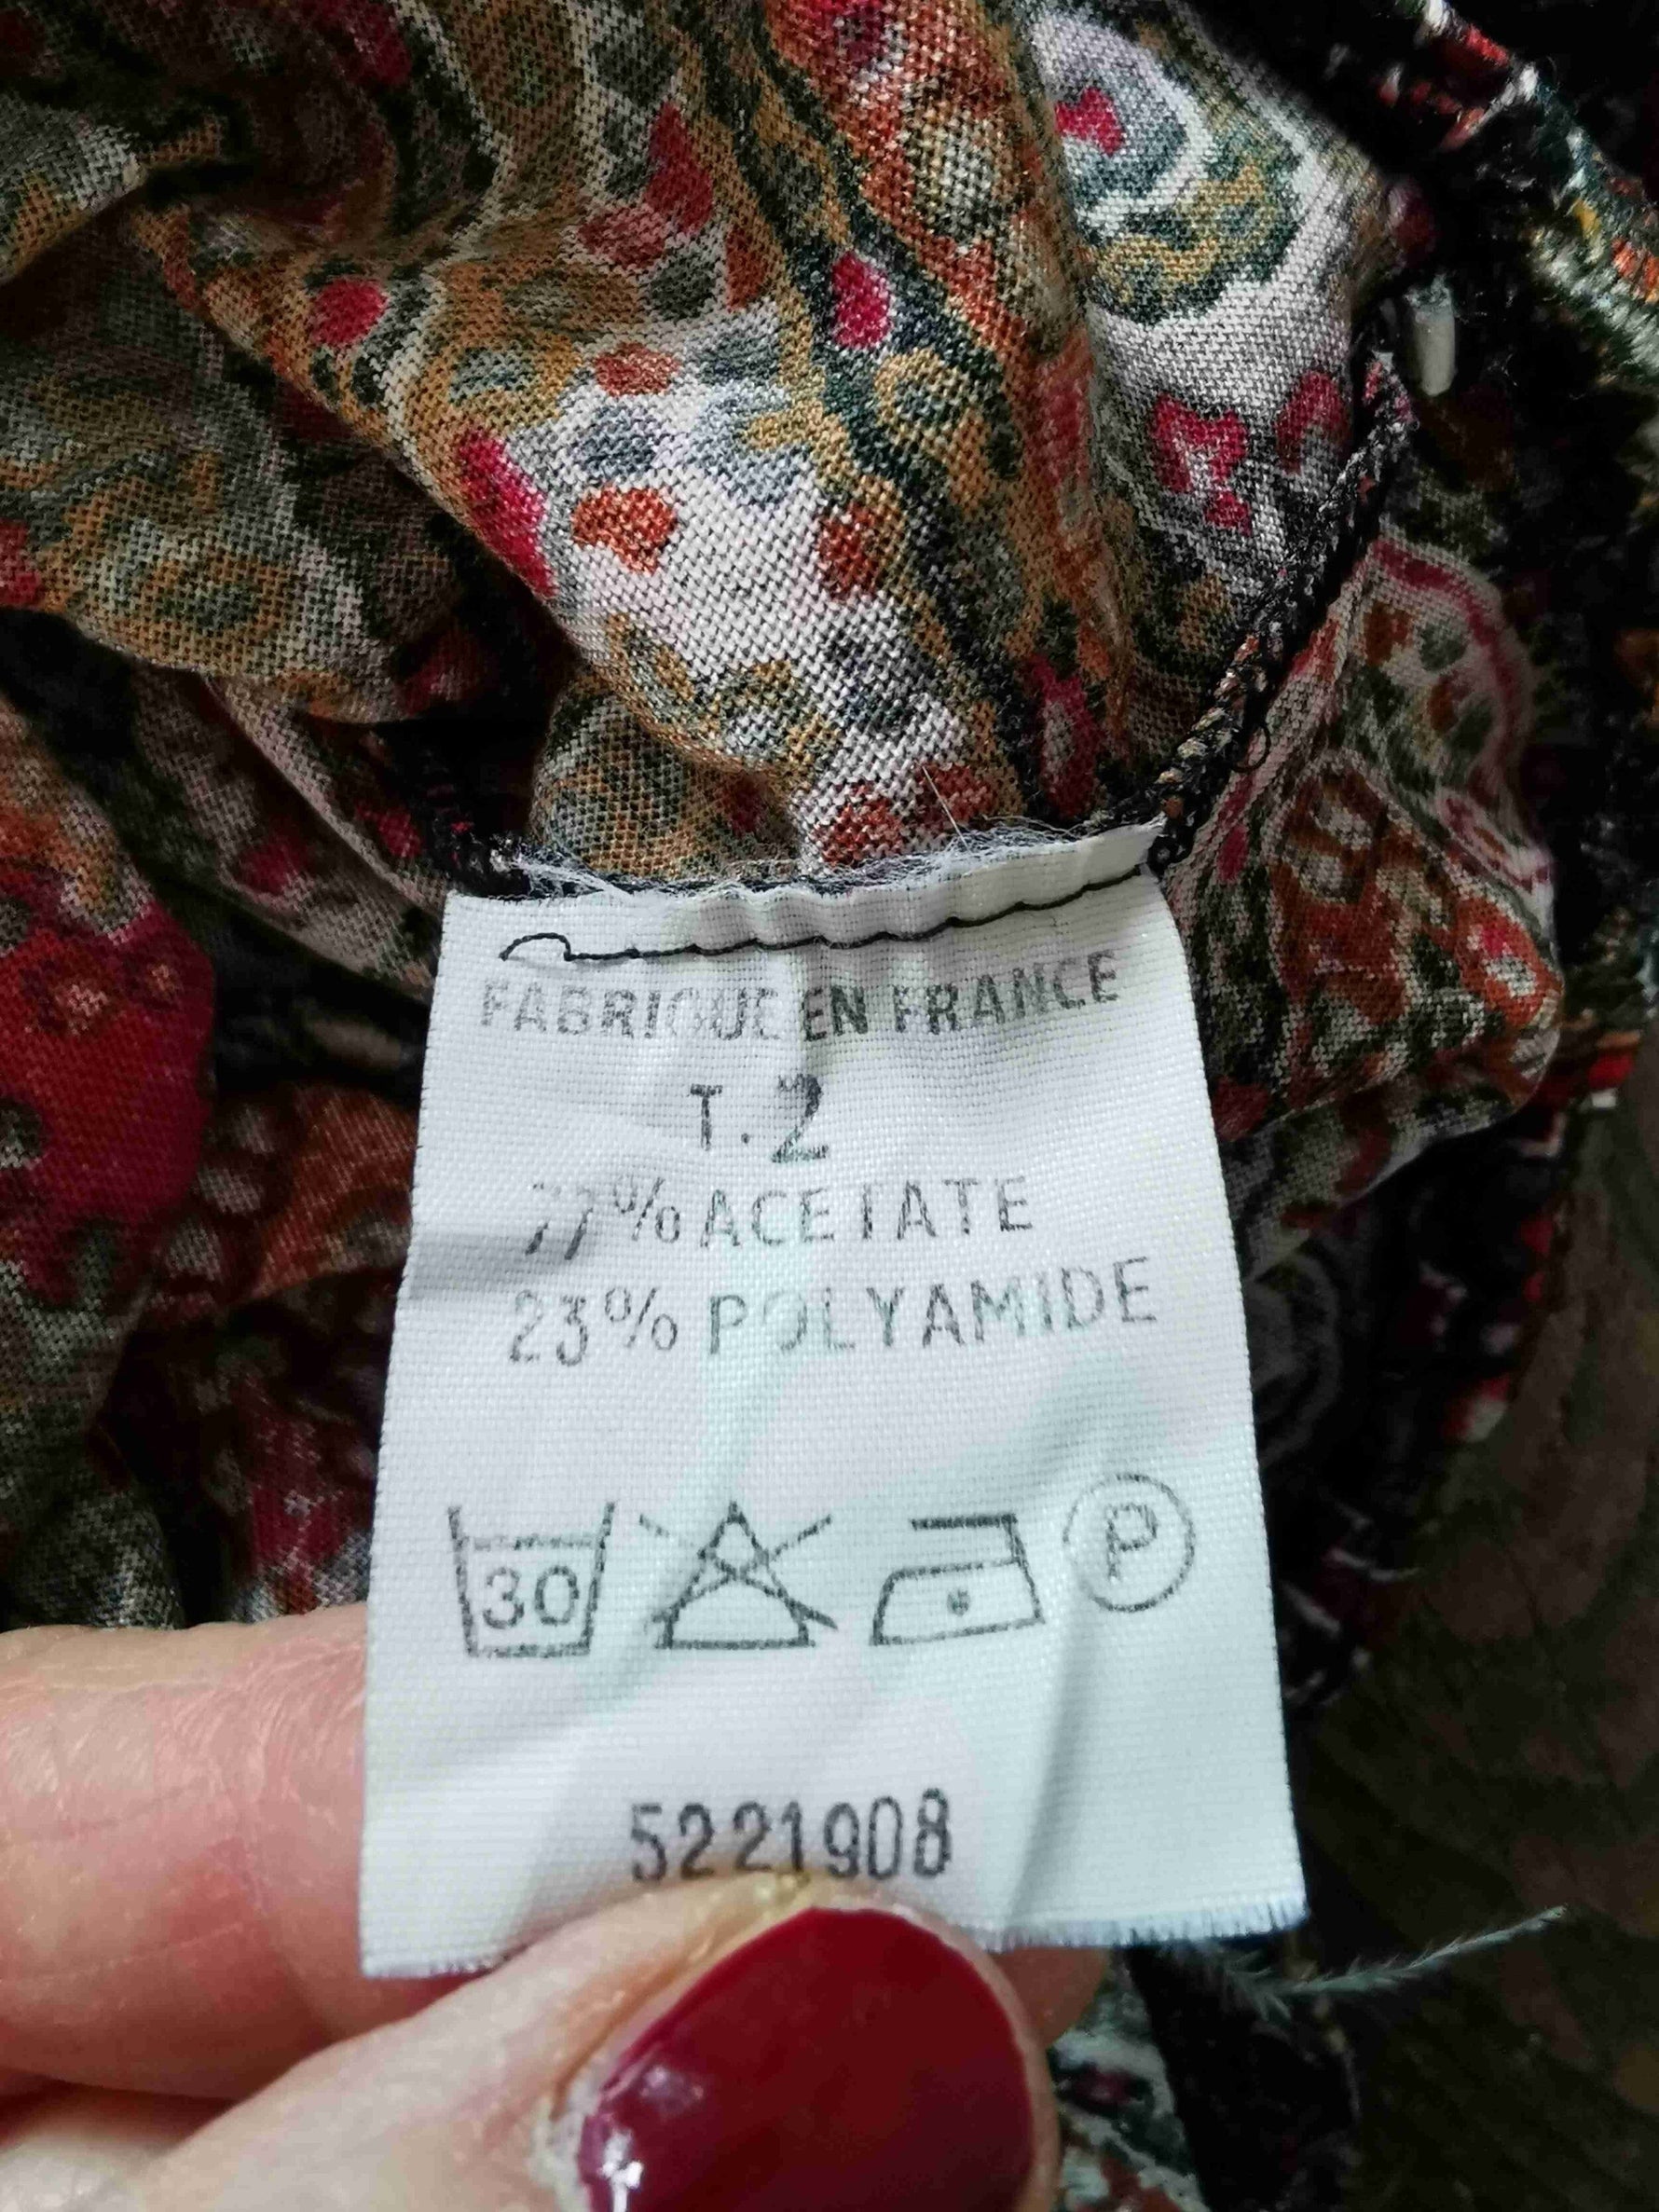 FABRIQUE EN FRANCE
T.2
77% ACETATE
23% POLYAMIDE
30
P
5221908